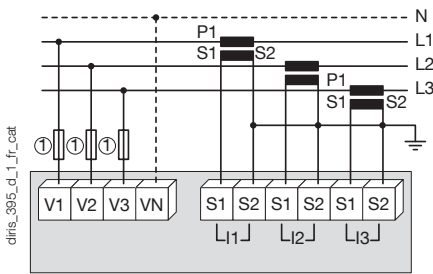 N
P1
L1
S1 S2
L2
P1
L3
S1 S2
① ① ①
V1 V2 V3 VN S1 S2 S1 S2 S1 S2
I1 I2 I3
diris_395_d_1_fr_cat